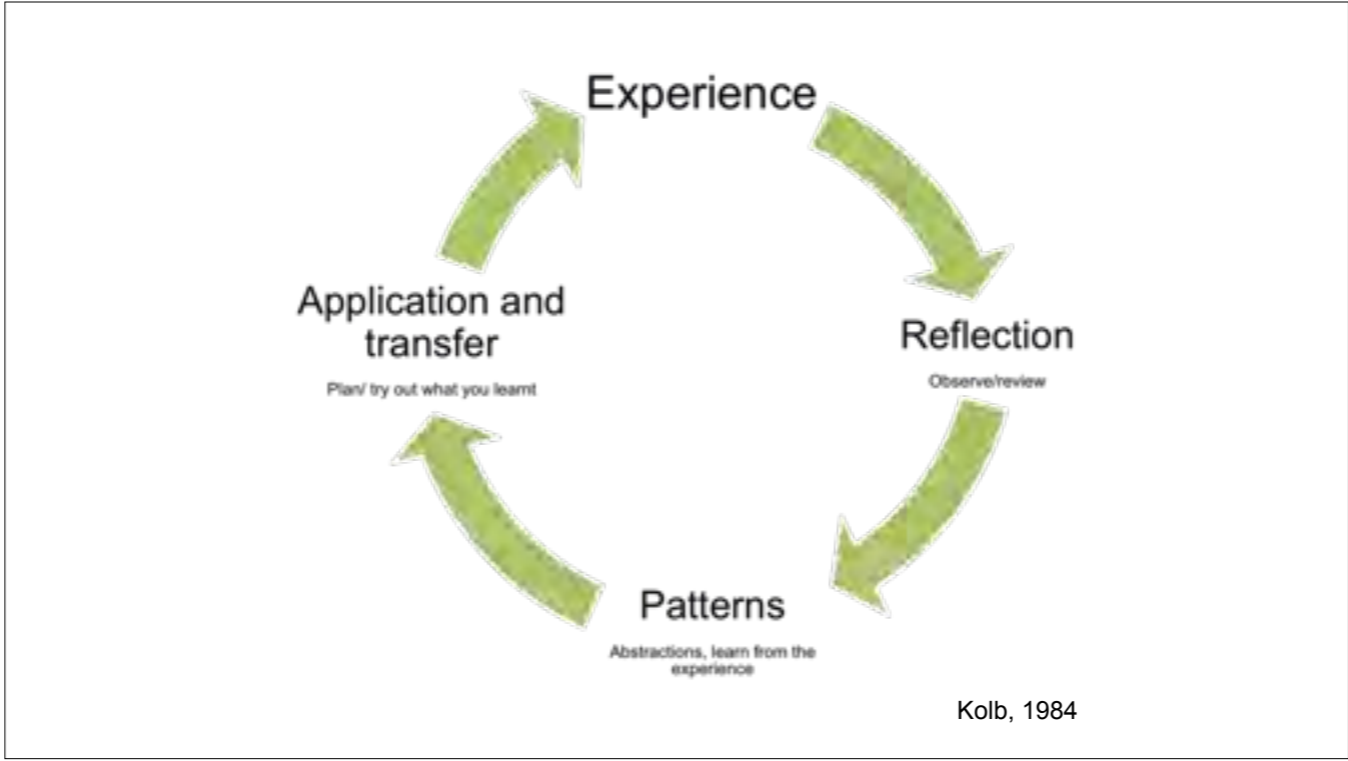 Experience
Reflection
Observe/review
Patterns
Abstractions, learn from the
experience
Application and
transfer
Plan/ try out what you learnt
Kolb, 1984